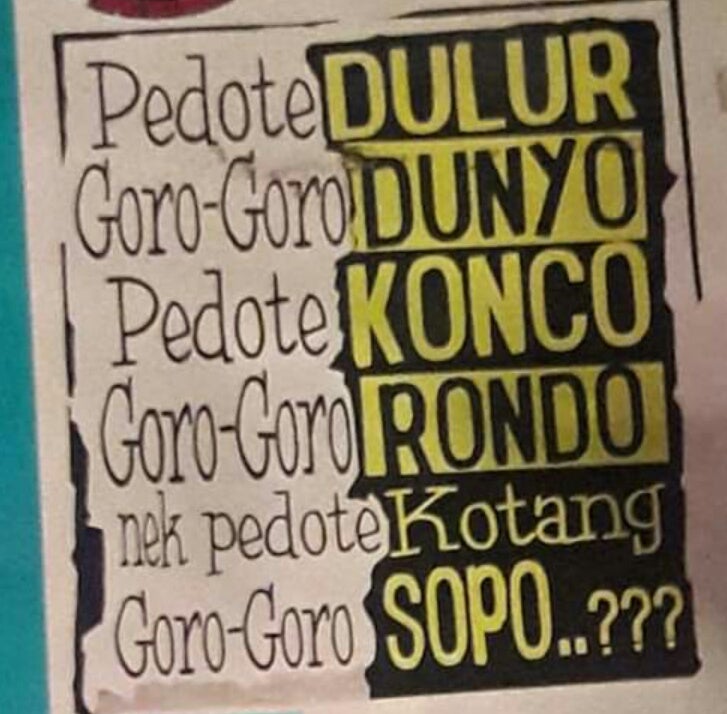 Pedote DULUR
Goro-Goro DUNYO
Pedote KONCO
Goro-Goro RONDO
nek pedote Kotang
Goro-Goro SOPO..???